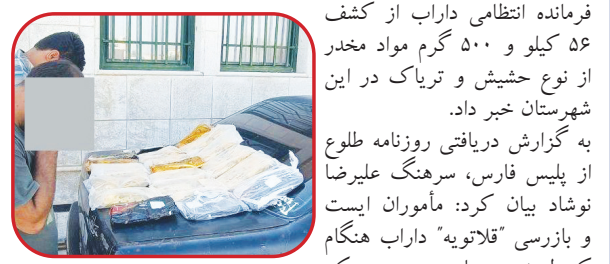 فرمانده انتظامی داراب از کشف
۵۶ کیلو و ۵۰۰ گرم مواد مخدر
از نوع حشیش و تریاک در این
شهرستان خبر داد.
به گزارش دریافتی روزنامه طلوع
از پلیس فارس، سرهنگ علیرضا
نوشاد بیان کرد: مأموران ایست
و بازرسی "قلاتویه" داراب هنگام